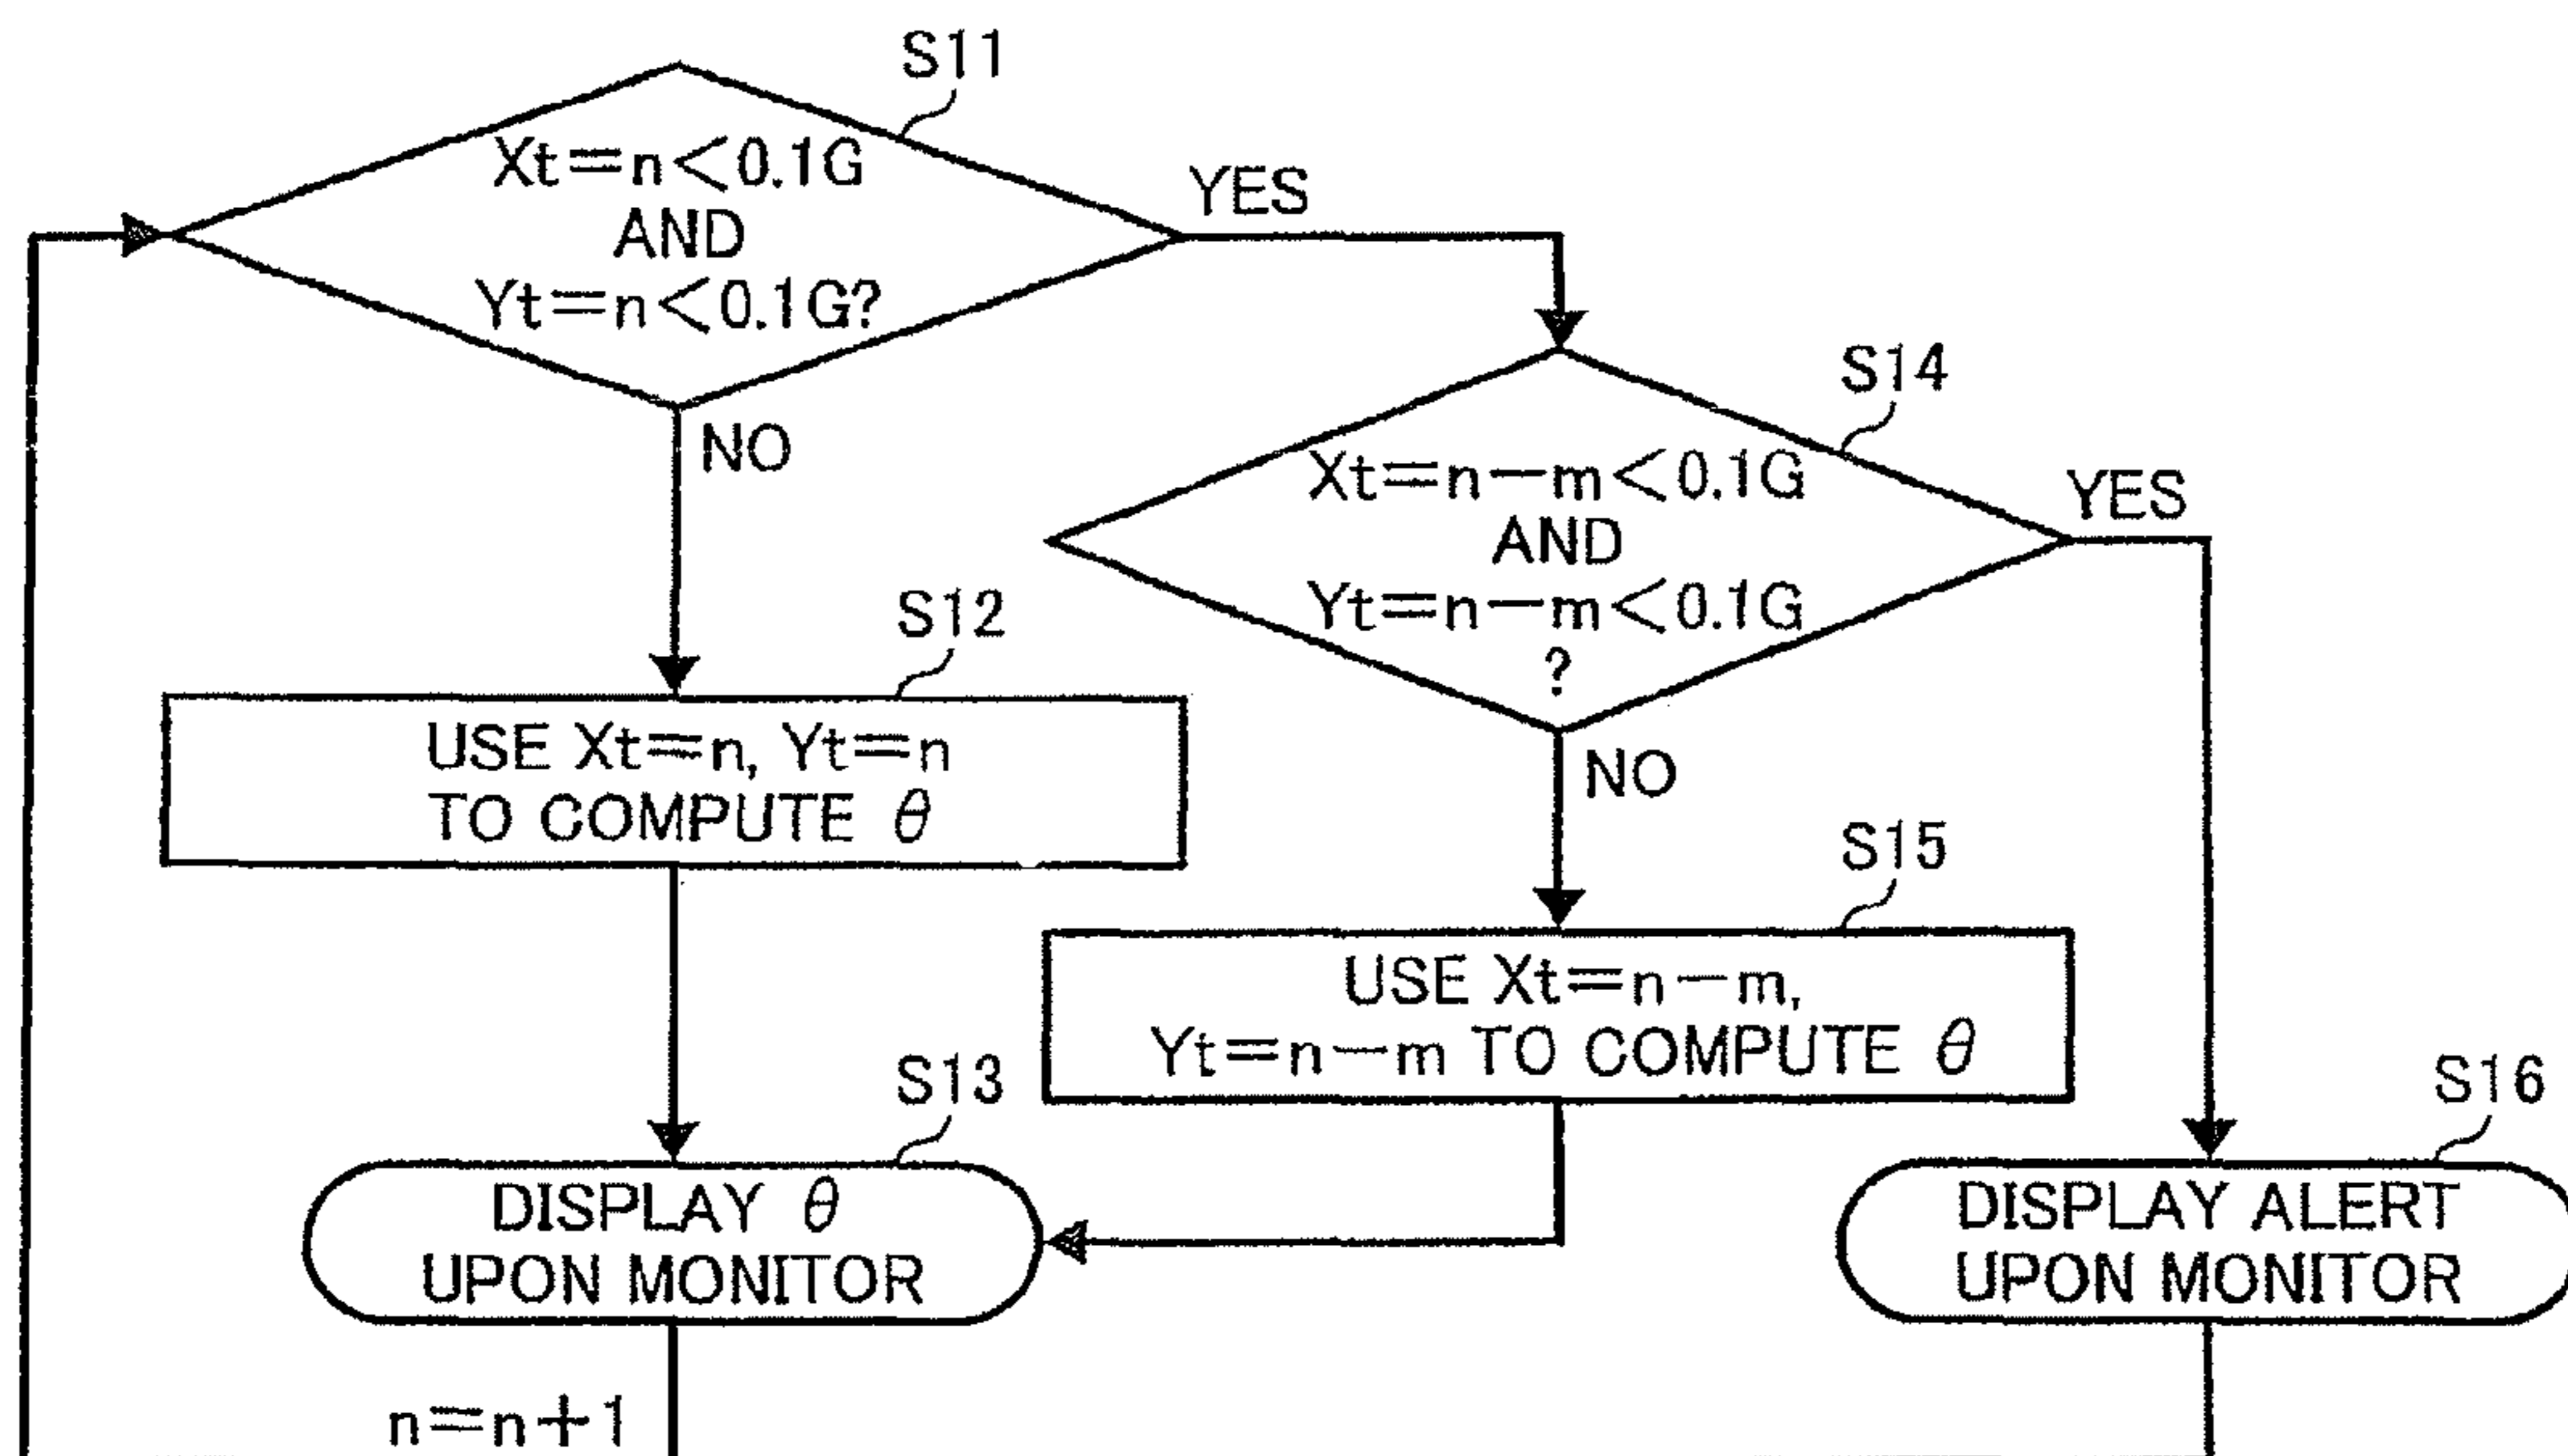 S11
Xt=n<0.1G
AND
Yt=n<0.1G?
YES
NO
S14
Xt=n-m<0.1G
AND
Yt=n-m<0.1G
?
YES
NO
S12
USE Xt=n, Yt=n
TO COMPUTE θ
S15
USE Xt=n-m,
Yt=n-m TO COMPUTE θ
S13
DISPLAY θ
UPON MONITOR
S16
DISPLAY ALERT
UPON MONITOR
n=n+1